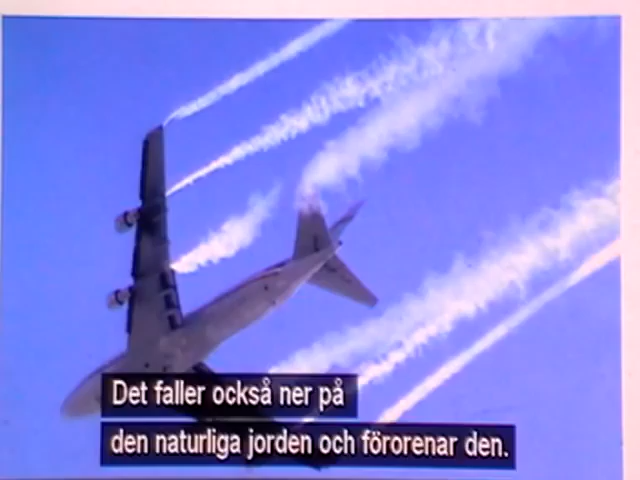 Det faller också ner på
den naturliga jorden och förorenar den.